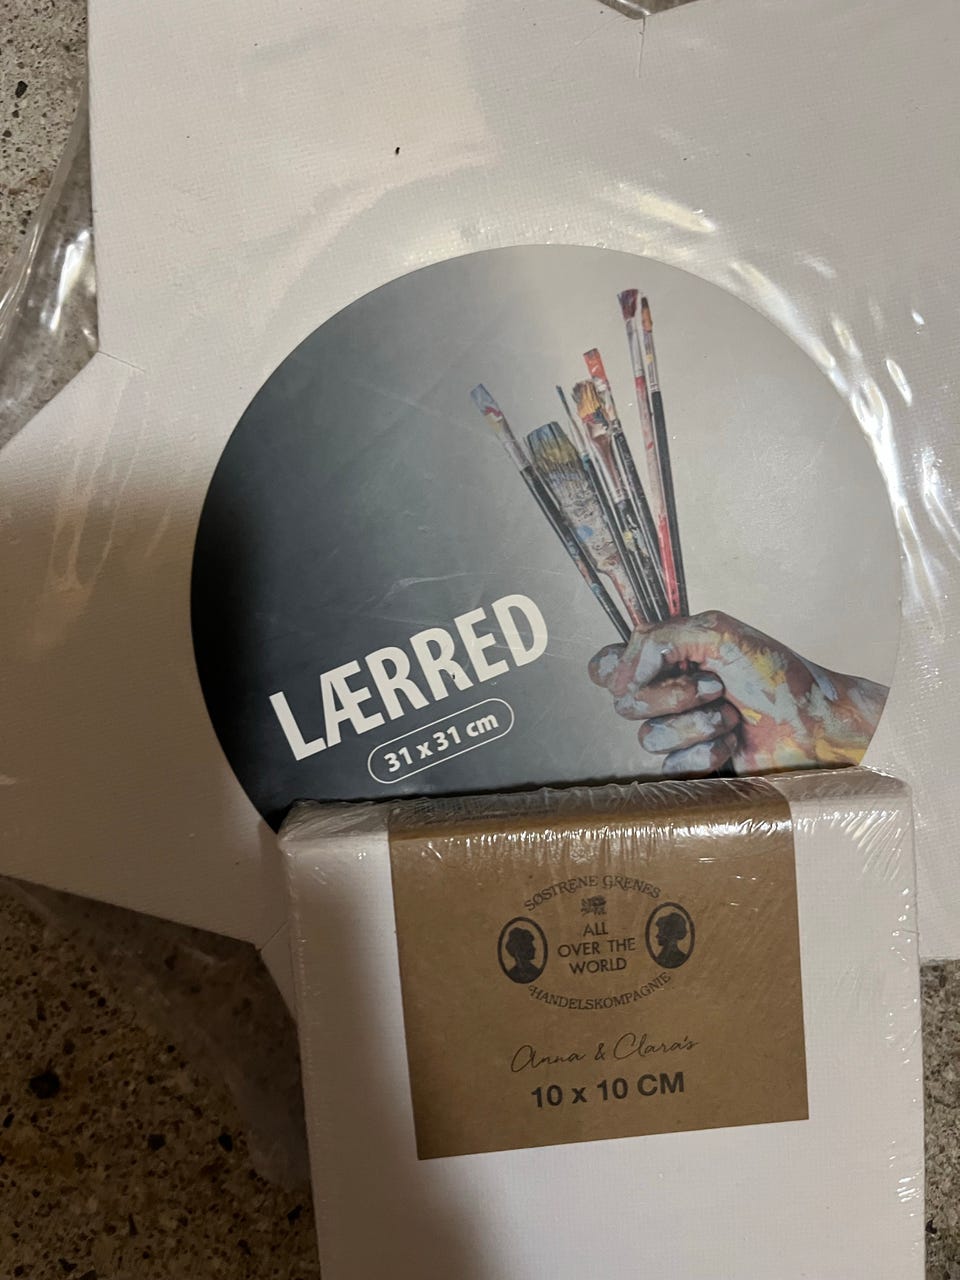 LÆRRED
31 x 31 cm
SØSTRENE GRENES
ALL
OVER THE
WORLD
HANDELSKOMPAGNIE
Anna & Clara's
10 x 10 CM